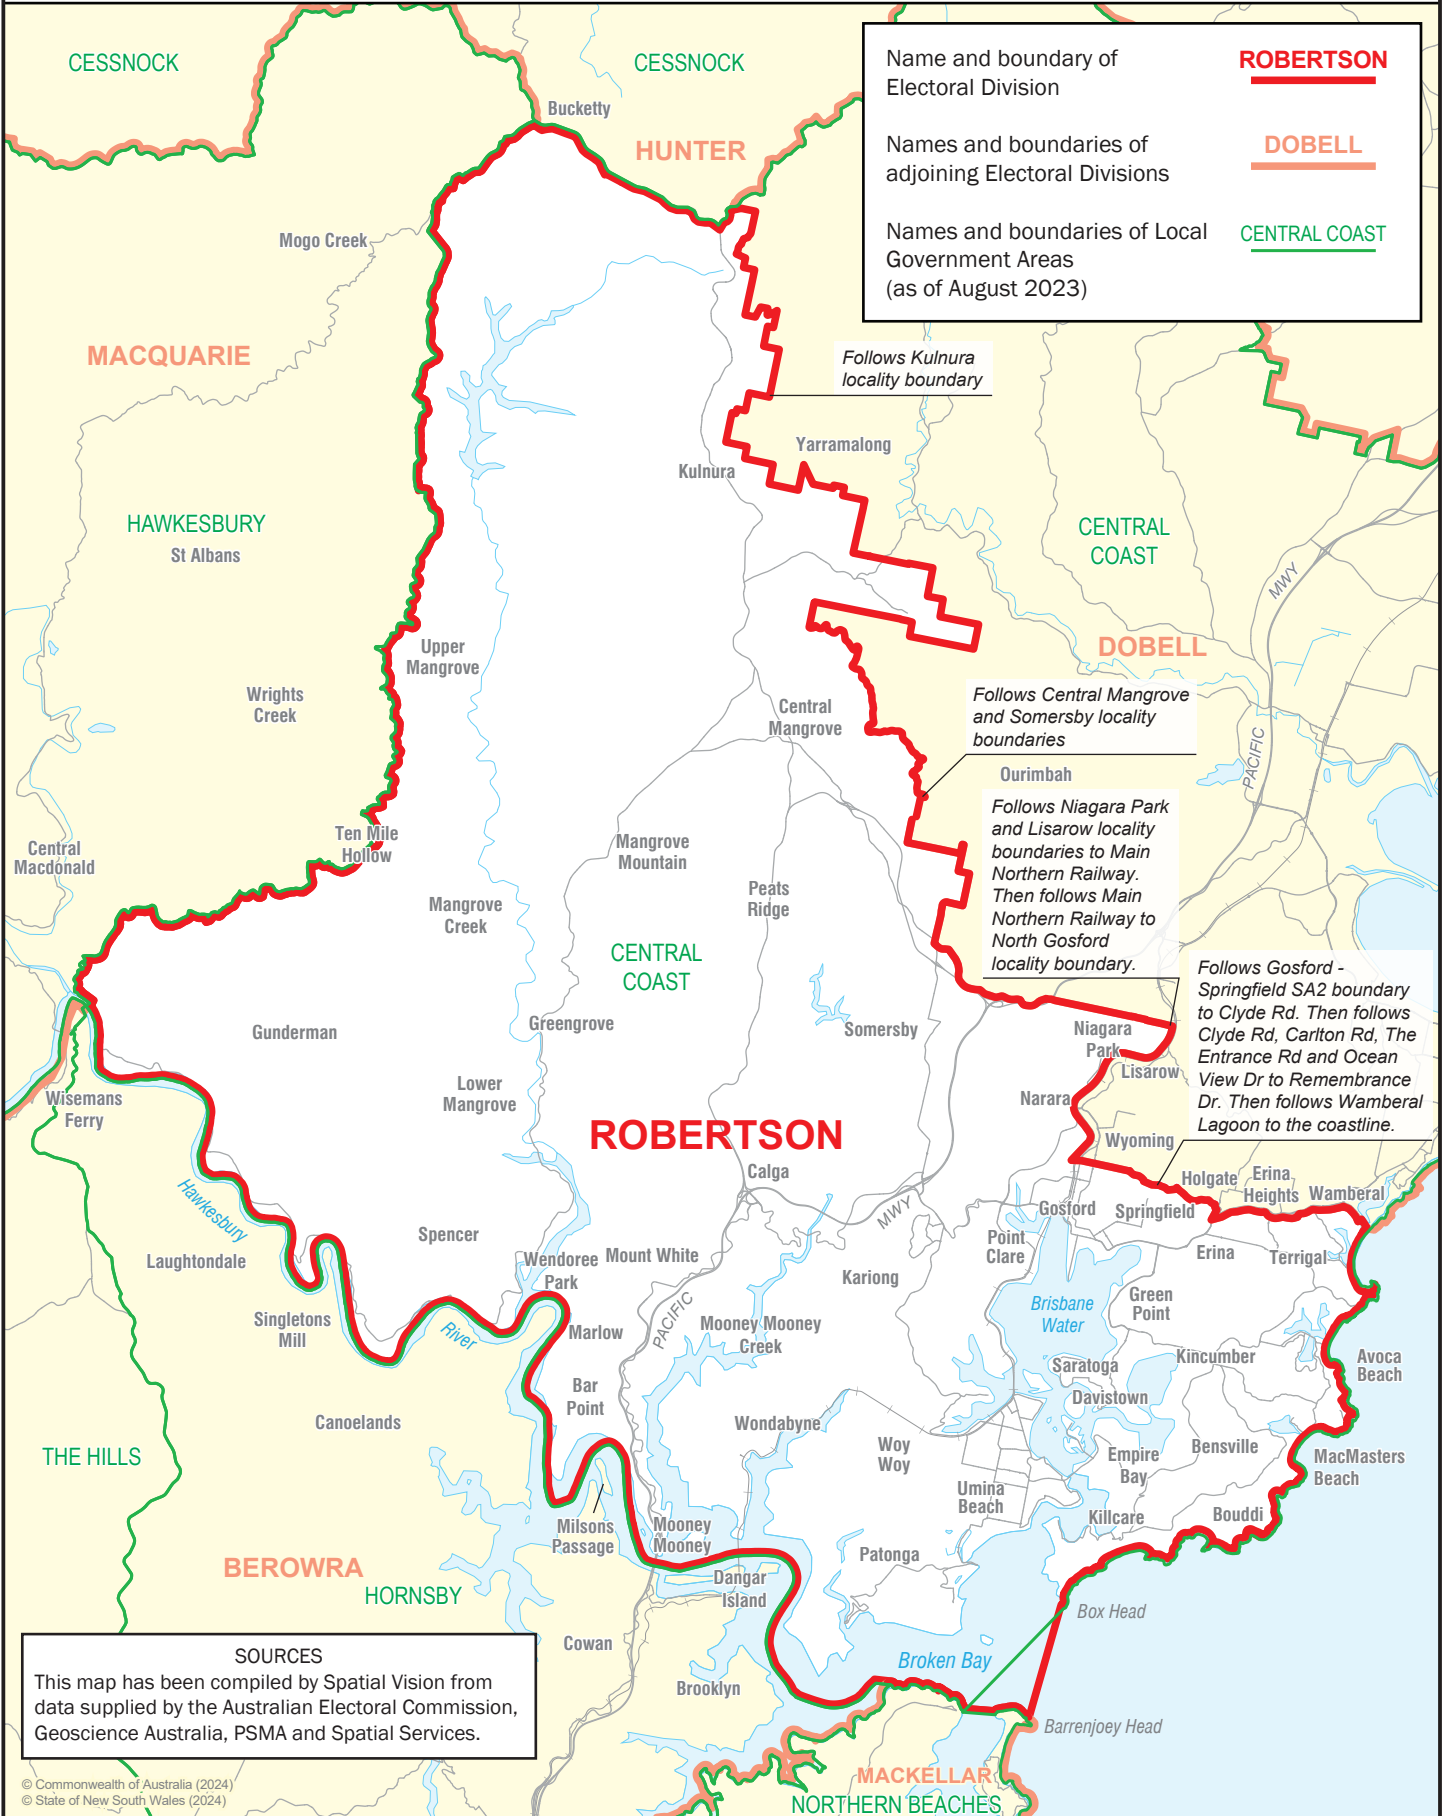 CESSNOCK
CESSNOCK
Bucketty
HUNTER
Name and boundary of
Electoral Division
ROBERTSON
Names and boundaries of
adjoining Electoral Divisions
DOBELL
Names and boundaries of Local
Government Areas
(as of August 2023)
CENTRAL COAST
Mogo Creek
MACQUARIE
Follows Kulnura
locality boundary
Yarramalong
Kulnura
HAWKESBURY
St Albans
CENTRAL
COAST
MWY
Upper
Mangrove
DOBELL
Wrights
Creek
Central
Mangrove
Follows Central Mangrove
and Somersby locality
boundaries
PACIFIC
Ourimbah
Ten Mile
Hollow
Central
Macdonald
Mangrove
Mountain
Follows Niagara Park
and Lisarow locality
boundaries to Main
Northern Railway.
Then follows Main
Northern Railway to
North Gosford
locality boundary.
Peats
Ridge
Mangrove
Creek
CENTRAL
COAST
Follows Gosford -
Springfield SA2 boundary
to Clyde Rd. Then follows
Clyde Rd, Carlton Rd, The
Entrance Rd and Ocean
View Dr to Remembrance
Dr. Then follows Wamberal
Lagoon to the coastline.
Gunderman
Greengrove
Somersby
Niagara
Park
Lisarow
Wisemans
Ferry
Lower
Mangrove
Narara
ROBERTSON
Wyoming
Calga
Holgate
Erina
Heights
Wamberal
Hawkesbury
MWY
Gosford
Springfield
Spencer
Point
Clare
Erina
Terrigal
Laughtondale
Wendoree
Park
Mount White
Kariong
Green
Point
Brisbane
Water
Singletons
Mill
River
Marlow
PACIFIC
Mooney Mooney
Creek
Saratoga
Kincumber
Avoca
Beach
Bar
Point
Davistown
Canoelands
Wondabyne
THE HILLS
Woy
Woy
Empire
Bay
Bensville
MacMasters
Beach
Umina
Beach
Killcare
Bouddi
Milsons
Passage
Mooney
Mooney
Patonga
BEROWRA
HORNSBY
Dangar
Island
Box Head
Cowan
Broken Bay
Brooklyn
Barrenjoey Head
SOURCES
This map has been compiled by Spatial Vision from
data supplied by the Australian Electoral Commission,
Geoscience Australia, PSMA and Spatial Services.
MACKELLAR
NORTHERN BEACHES
© Commonwealth of Australia (2024)
© State of New South Wales (2024)